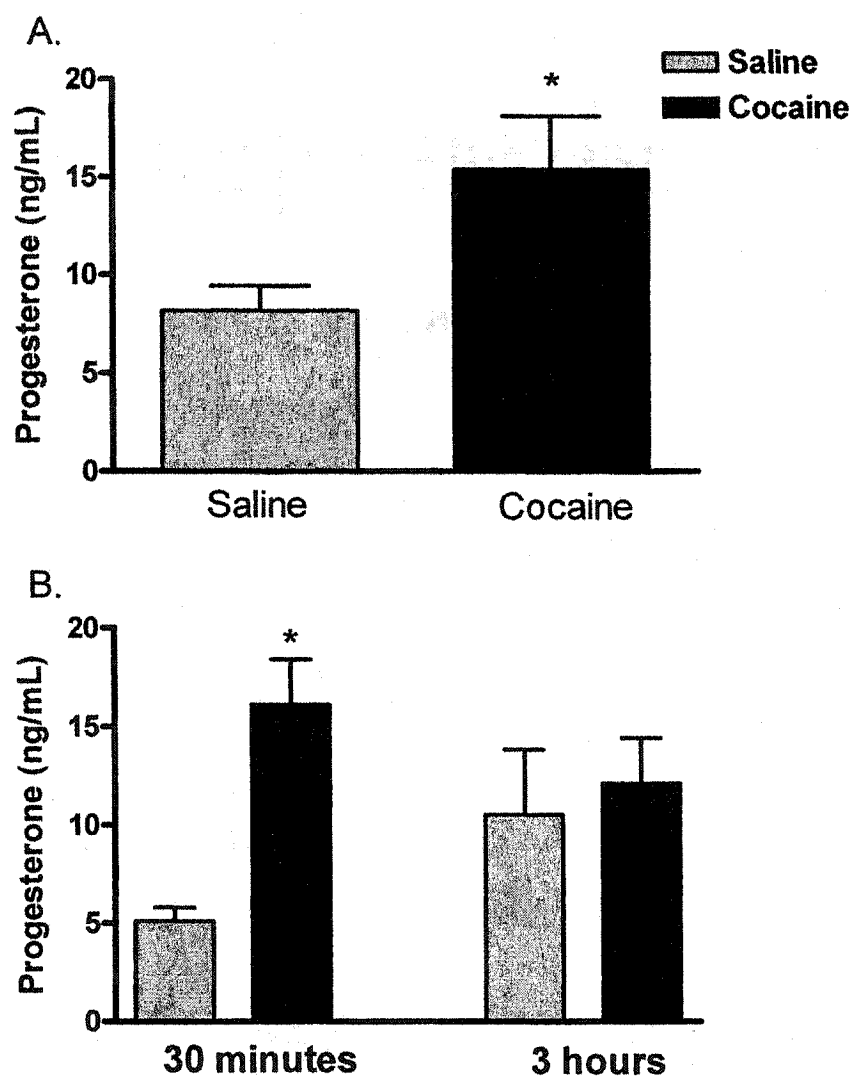 A.
Saline
Cocaine
*
Progesterone (ng/mL)
20
15
10
5
0
Saline Cocaine
B.
*
Progesterone (ng/mL)
20
15
10
5
0
30 minutes 3 hours